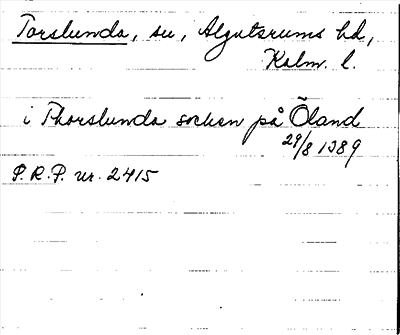 Torslunda, sn, Algutsrums hd,
Kalm. l.
i Thorslunda socken på Öland
29/8 1389
P.R.P. nr. 2415